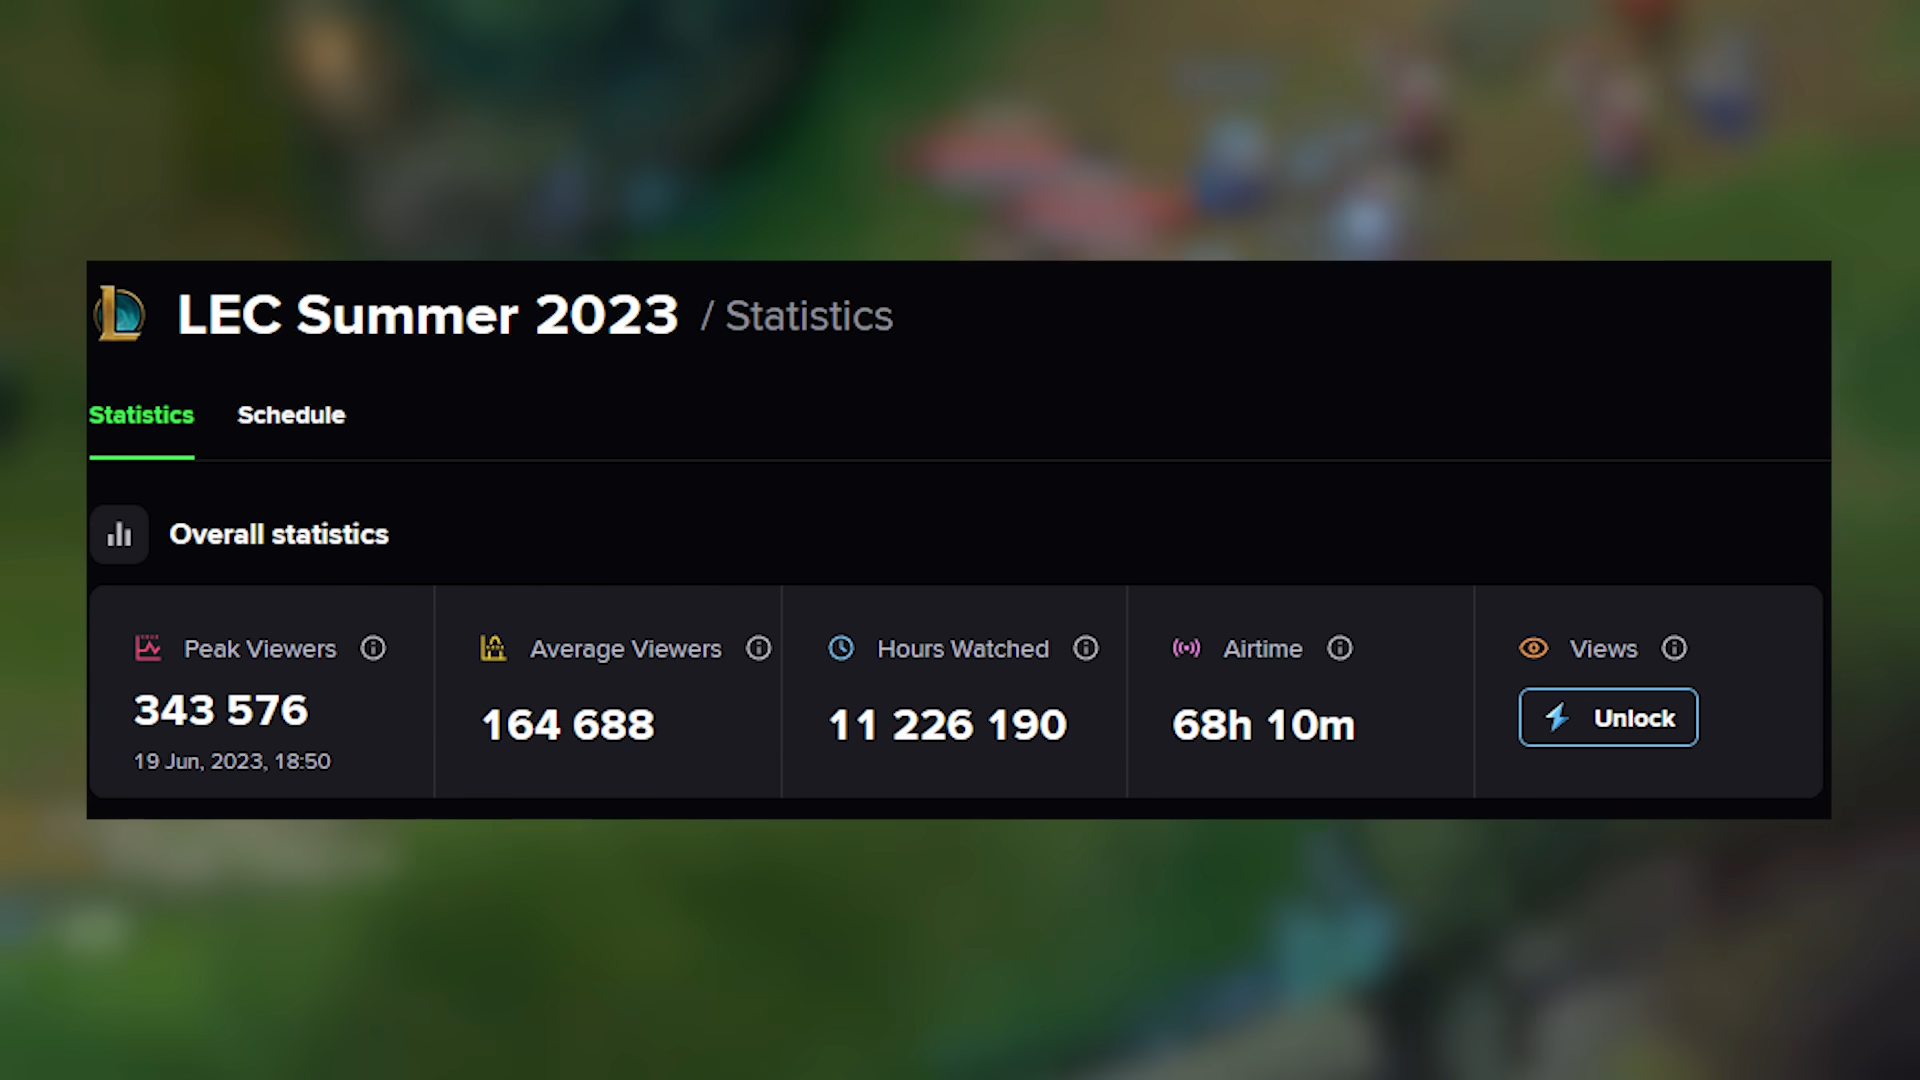 LEC Summer 2023 / Statistics
Statistics Schedule
Overall statistics
Peak Viewers Average Viewers Hours Watched Airtime Views
343 576 164 688 11 226 190 68h 10m Unlock
19 Jun, 2023, 18:50